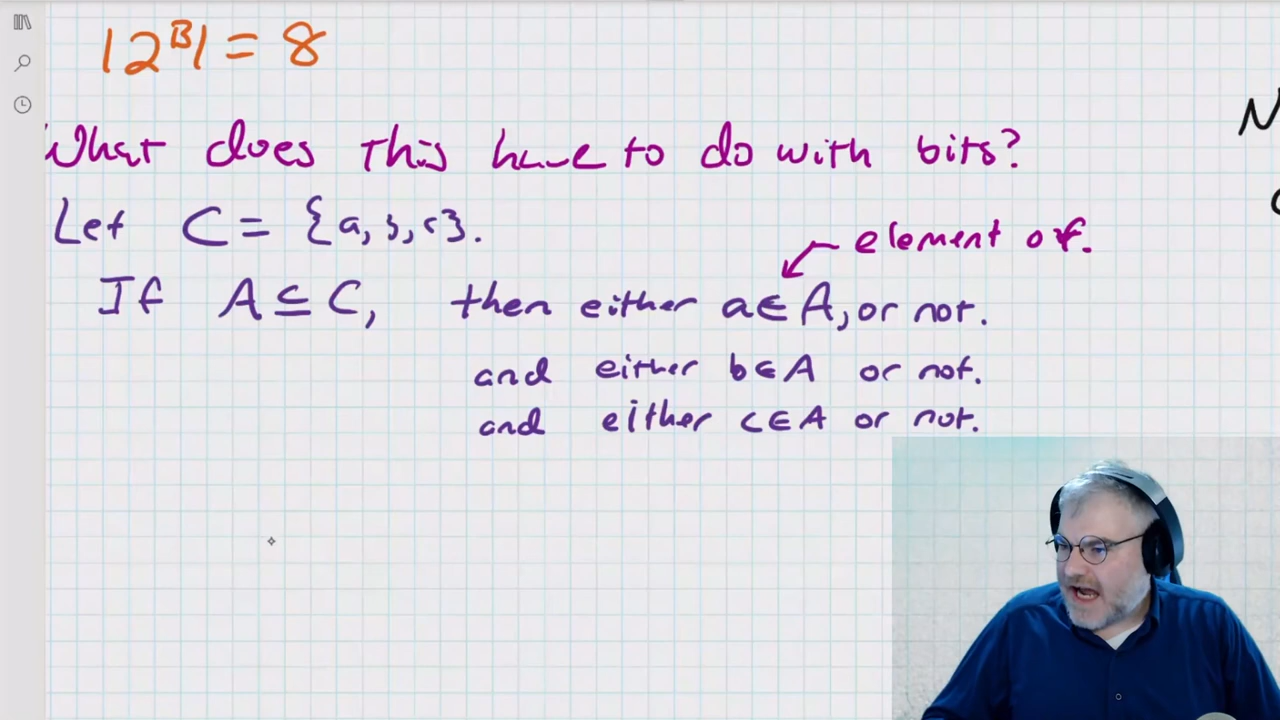 |2ᴮ| = 8
What does this have to do with bits?
Let C = {a, b, c}.
element of.
If A ⊆ C, then either a ∈ A, or not.
and either b ∈ A or not.
and either c ∈ A or not.